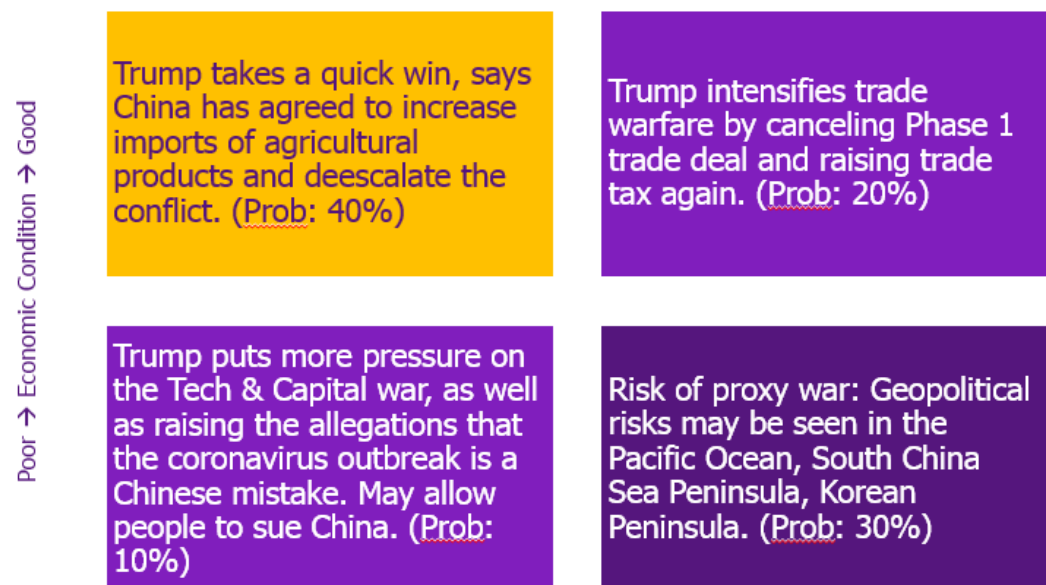 Poor → Economic Condition → Good
Trump takes a quick win, says
China has agreed to increase
imports of agricultural
products and deescalate the
conflict. (Prob: 40%)
Trump intensifies trade
warfare by canceling Phase 1
trade deal and raising trade
tax again. (Prob: 20%)
Trump puts more pressure on
the Tech & Capital war, as well
as raising the allegations that
the coronavirus outbreak is a
Chinese mistake. May allow
people to sue China. (Prob:
10%)
Risk of proxy war: Geopolitical
risks may be seen in the
Pacific Ocean, South China
Sea Peninsula, Korean
Peninsula. (Prob: 30%)